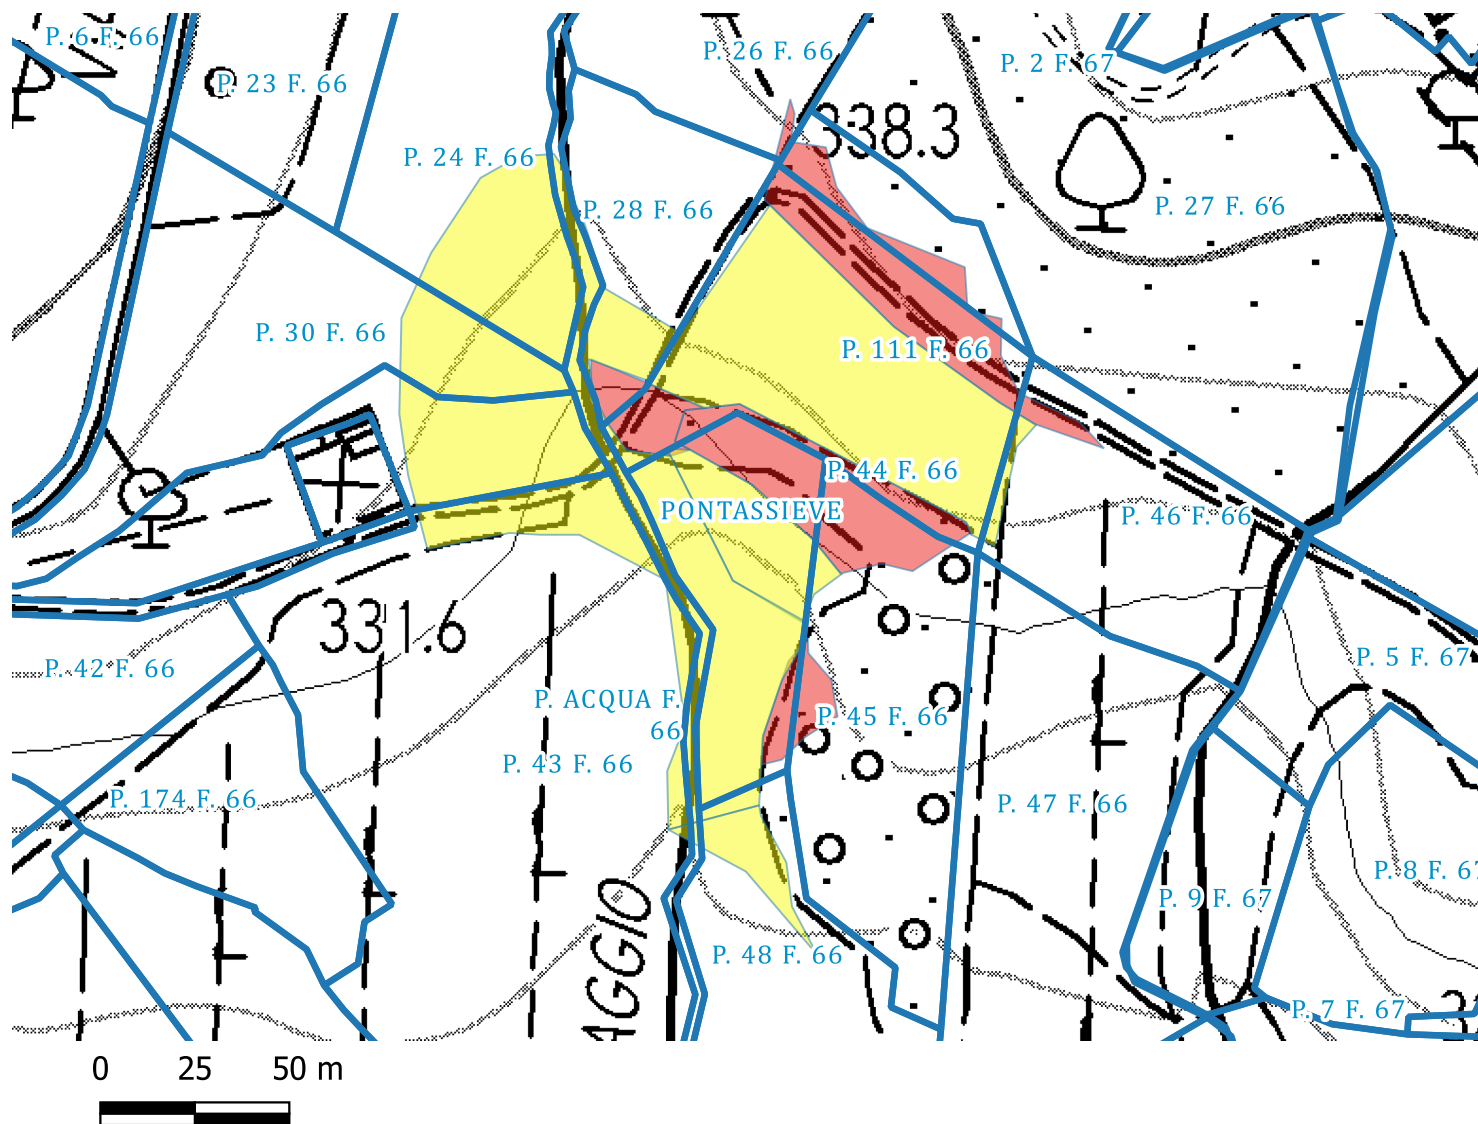 P. 6 F. 66
P. 26 F. 66
P. 2 F. 67
P. 23 F. 66
338.3
P. 24 F. 66
P. 28 F. 66
P. 27 F. 66
P. 30 F. 66
P. 111 F. 66
P. 44 F. 66
PONTASSIEVE
P. 46 F. 66
331.6
P. 42 F. 66
P. 5 F. 67
P. ACQUA F.
66
P. 45 F. 66
P. 43 F. 66
P. 174 F. 66
P. 47 F. 66
P. 8 F. 67
P. 9 F. 67
AGGIO
P. 48 F. 66
P. 7 F. 67
0 25 50 m